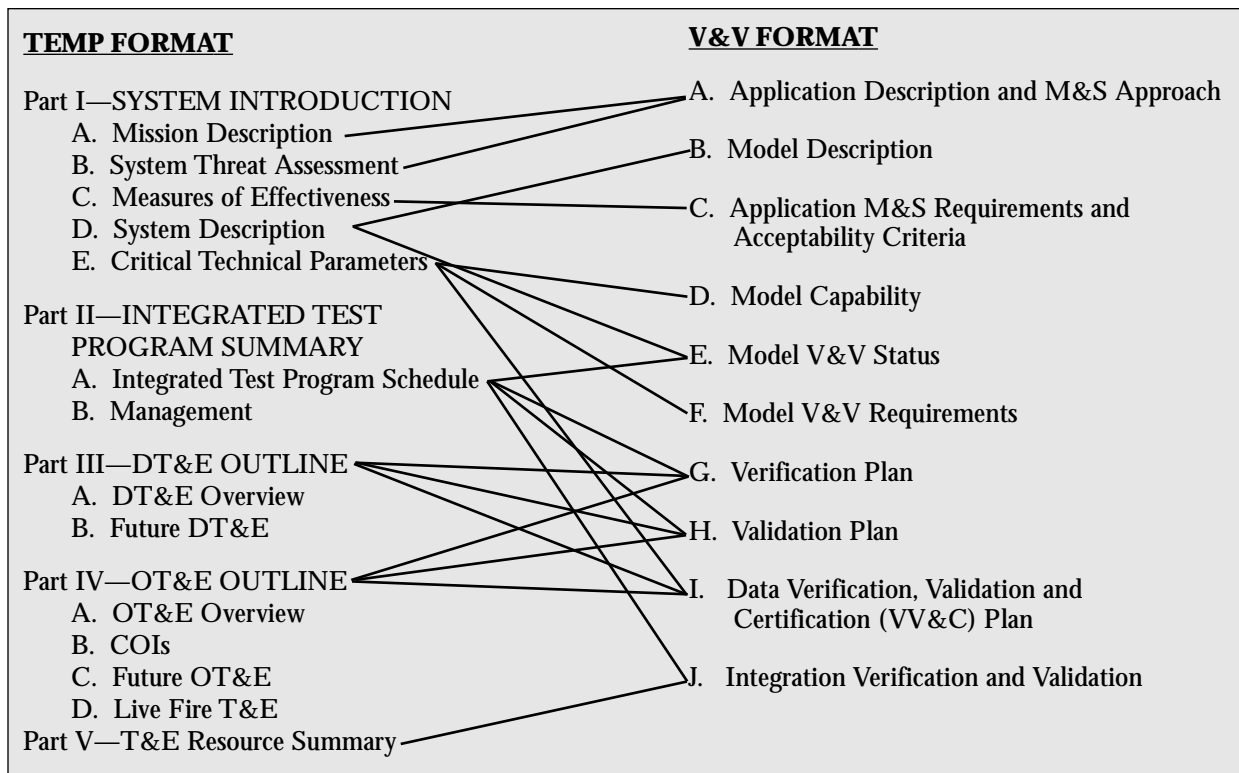 TEMP FORMAT
Part I—SYSTEM INTRODUCTION
A. Mission Description
B. System Threat Assessment
C. Measures of Effectiveness
D. System Description
E. Critical Technical Parameters
Part II—INTEGRATED TEST
PROGRAM SUMMARY
A. Integrated Test Program Schedule
B. Management
Part III—DT&E OUTLINE
A. DT&E Overview
B. Future DT&E
Part IV—OT&E OUTLINE
A. OT&E Overview
B. COIs
C. Future OT&E
D. Live Fire T&E
Part V—T&E Resource Summary
V&V FORMAT
A. Application Description and M&S Approach
B. Model Description
C. Application M&S Requirements and
Acceptability Criteria
D. Model Capability
E. Model V&V Status
F. Model V&V Requirements
G. Verification Plan
H. Validation Plan
I. Data Verification, Validation and
Certification (VV&C) Plan
J. Integration Verification and Validation